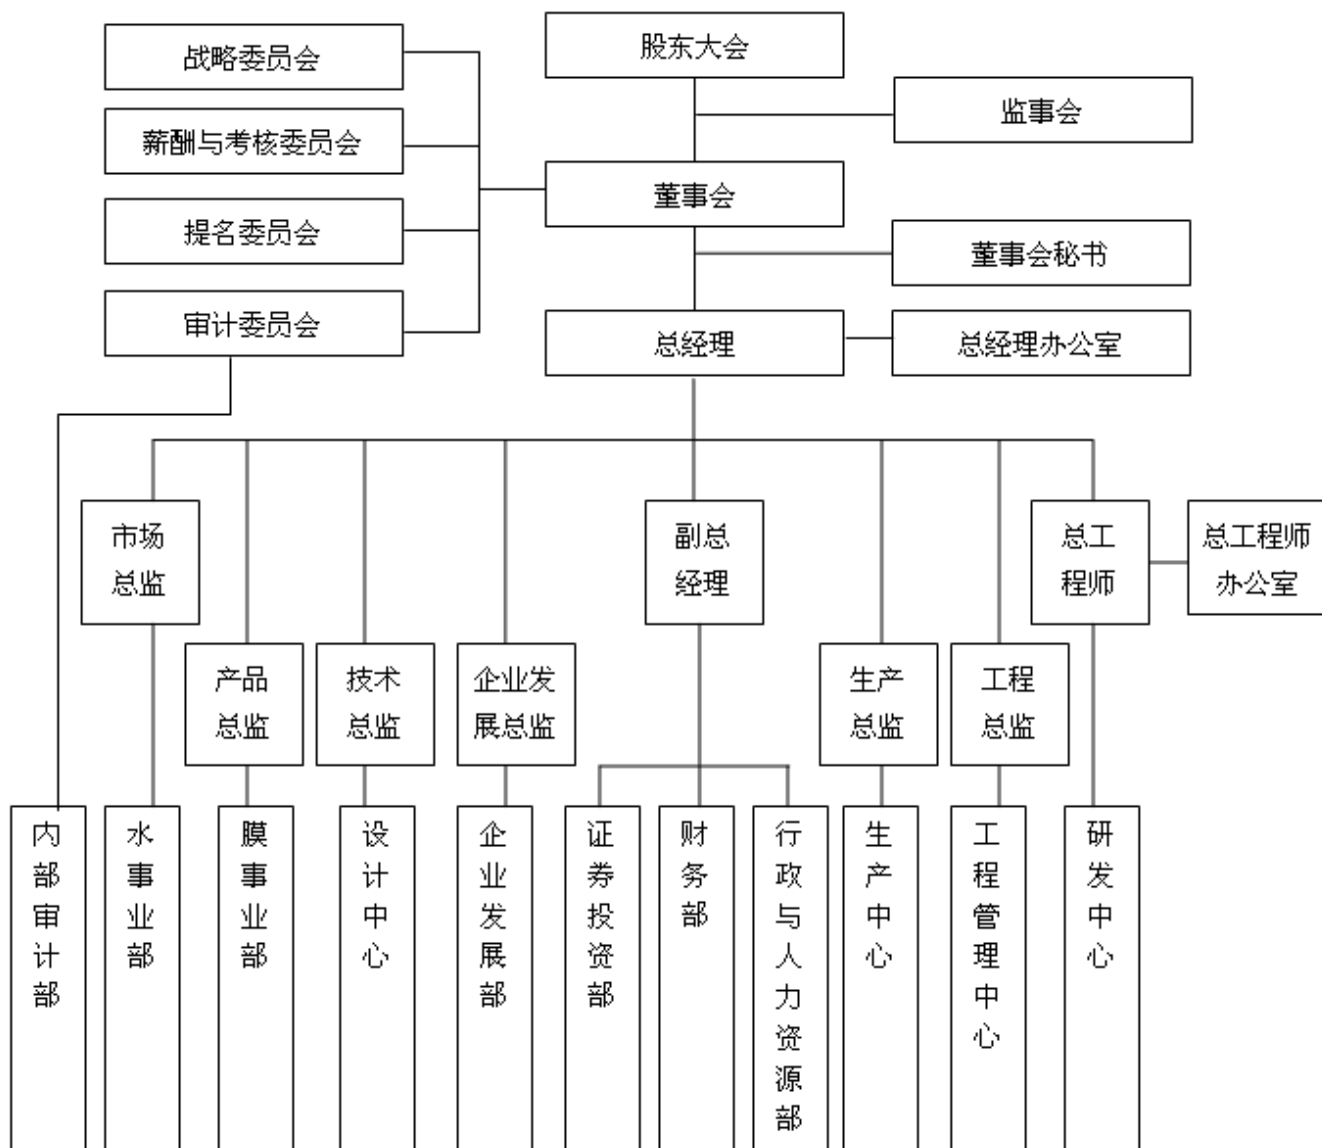 战略委员会
股东大会
监事会
薪酬与考核委员会
董事会
提名委员会
董事会秘书
审计委员会
总经理
总经理办公室
市场
总监
副总
经理
总工
程师
总工程师
办公室
产品
总监
技术
总监
企业发
展总监
生产
总监
工程
总监
内部审计部
水事业部
膜事业部
设计中心
企业发展部
证券投资部
财务部
行政与人力资源部
生产中心
工程管理中心
研发中心